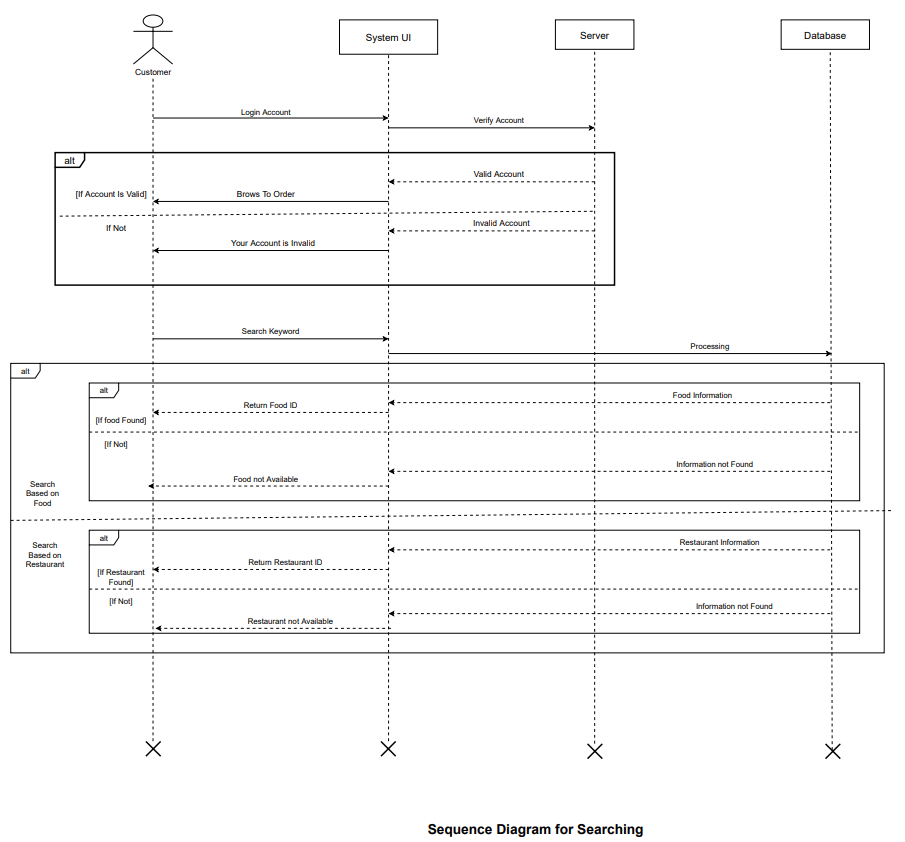 Customer
System UI
Server
Database
Login Account
Verify Account
alt
Valid Account
[If Account Is Valid]
Brows To Order
If Not
Invalid Account
Your Account is Invalid
Search Keyword
Processing
alt
alt
Food Information
Return Food ID
[If food Found]
[If Not]
Information not Found
Food not Available
Search
Based on
Food
alt
Search
Based on
Restaurant
Restaurant Information
Return Restaurant ID
[If Restaurant
Found]
[If Not]
Information not Found
Restaurant not Available
Sequence Diagram for Searching